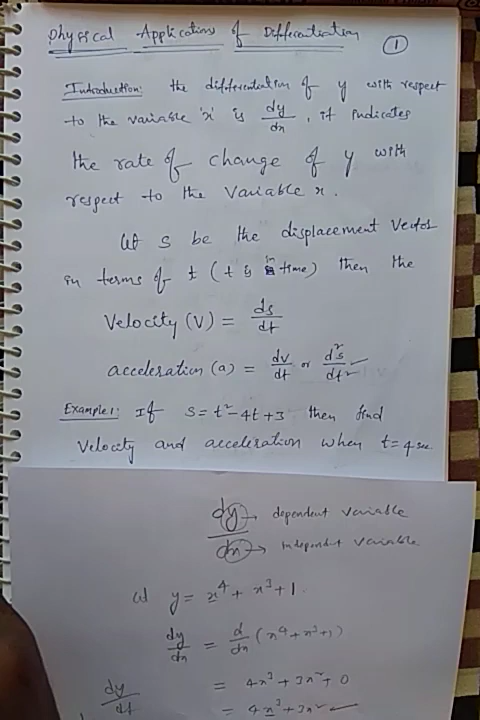 Physical Applications of Differentiation ①
Introduction: the differentiation of y with respect
to the variable 'x' is dy/dx, it indicates
the rate of change of y with
respect to the variable x.
let s be the displacement vector
in terms of t (t is in time) then the
Velocity (V) = ds/dt
acceleration (a) = dv/dt or d²s/dt²
Example 1: If S = t² - 4t + 3 then find
Velocity and acceleration when t = 4 sec
dy → dependent variable
dx → independent variable
let y = x⁴ + x³ + 1.
dy/dx = d/dx (x⁴ + x³ + 1)
= 4x³ + 3x² + 0
dy/dt = 4x³ + 3x²